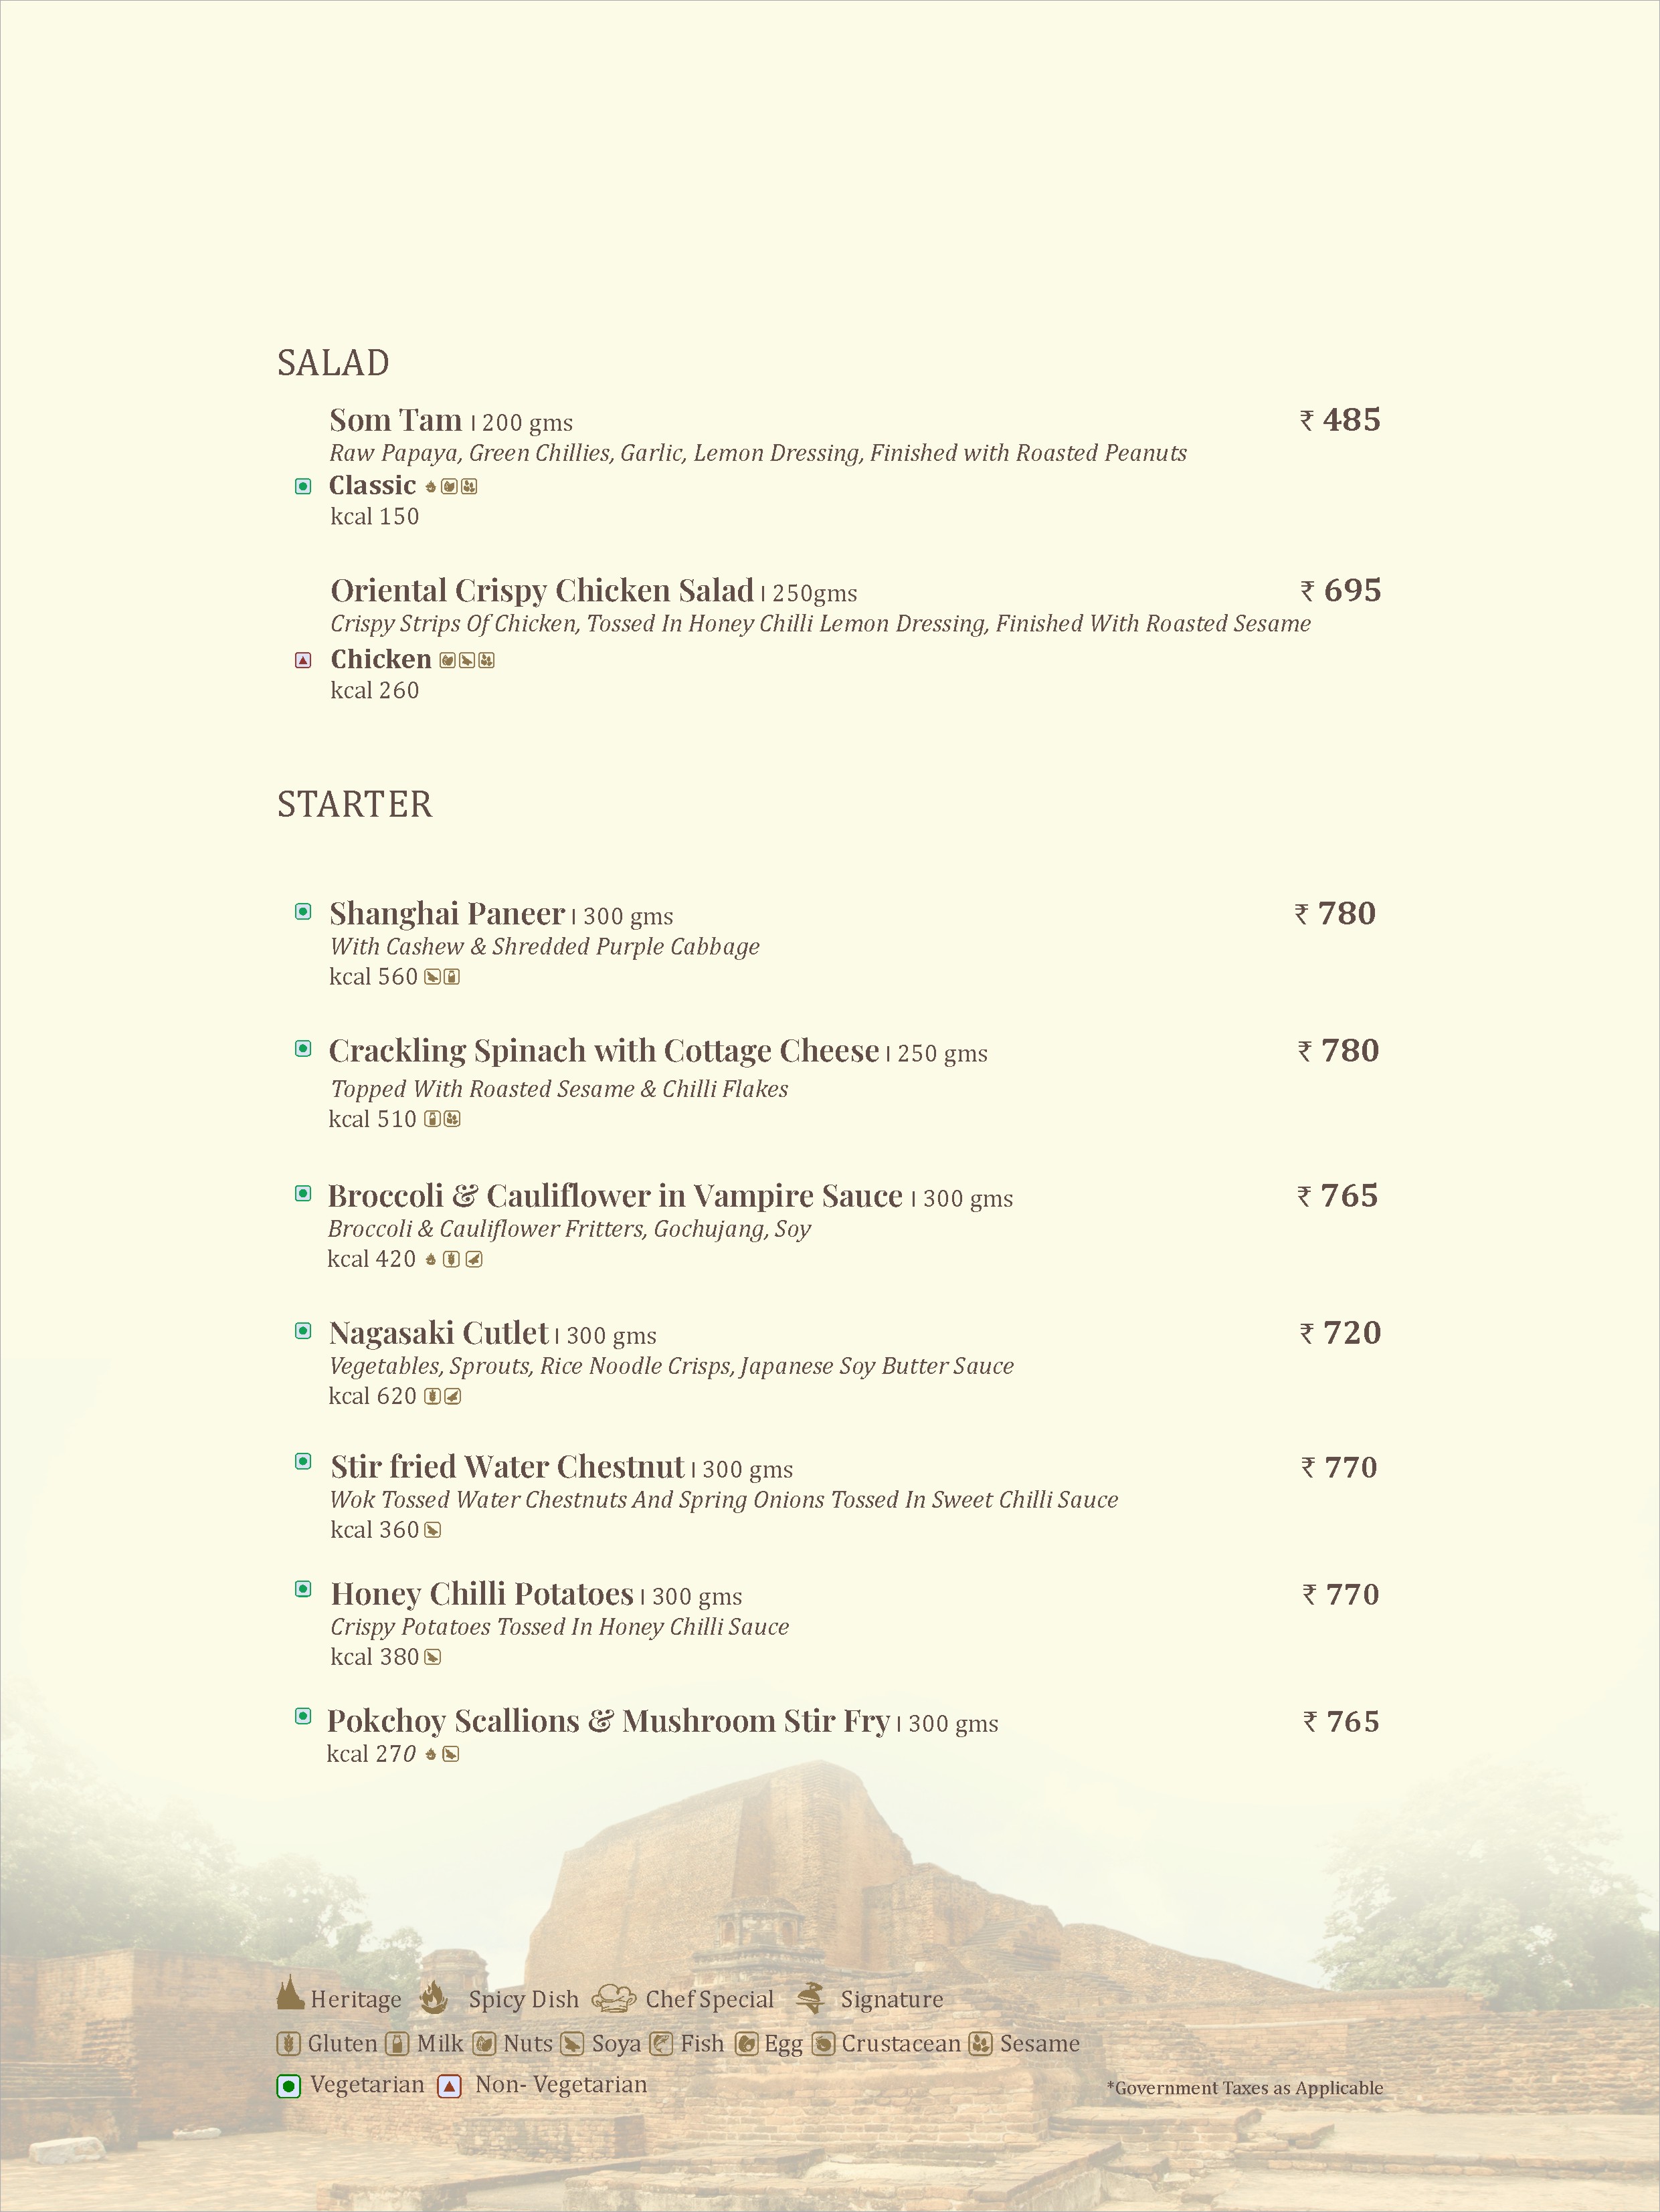 SALAD
Som Tam | 200 gms ₹ 485
Raw Papaya, Green Chillies, Garlic, Lemon Dressing, Finished with Roasted Peanuts
Classic
kcal 150
Oriental Crispy Chicken Salad | 250gms ₹ 695
Crispy Strips Of Chicken, Tossed In Honey Chilli Lemon Dressing, Finished With Roasted Sesame
Chicken
kcal 260
STARTER
Shanghai Paneer | 300 gms ₹ 780
With Cashew & Shredded Purple Cabbage
kcal 560
Crackling Spinach with Cottage Cheese | 250 gms ₹ 780
Topped With Roasted Sesame & Chilli Flakes
kcal 510
Broccoli & Cauliflower in Vampire Sauce | 300 gms ₹ 765
Broccoli & Cauliflower Fritters, Gochujang, Soy
kcal 420
Nagasaki Cutlet | 300 gms ₹ 720
Vegetables, Sprouts, Rice Noodle Crisps, Japanese Soy Butter Sauce
kcal 620
Stir fried Water Chestnut | 300 gms ₹ 770
Wok Tossed Water Chestnuts And Spring Onions Tossed In Sweet Chilli Sauce
kcal 360
Honey Chilli Potatoes | 300 gms ₹ 770
Crispy Potatoes Tossed In Honey Chilli Sauce
kcal 380
Pokchoy Scallions & Mushroom Stir Fry | 300 gms ₹ 765
kcal 270
Heritage Spicy Dish Chef Special Signature
Gluten Milk Nuts Soya Fish Egg Crustacean Sesame
Vegetarian Non- Vegetarian *Government Taxes as Applicable